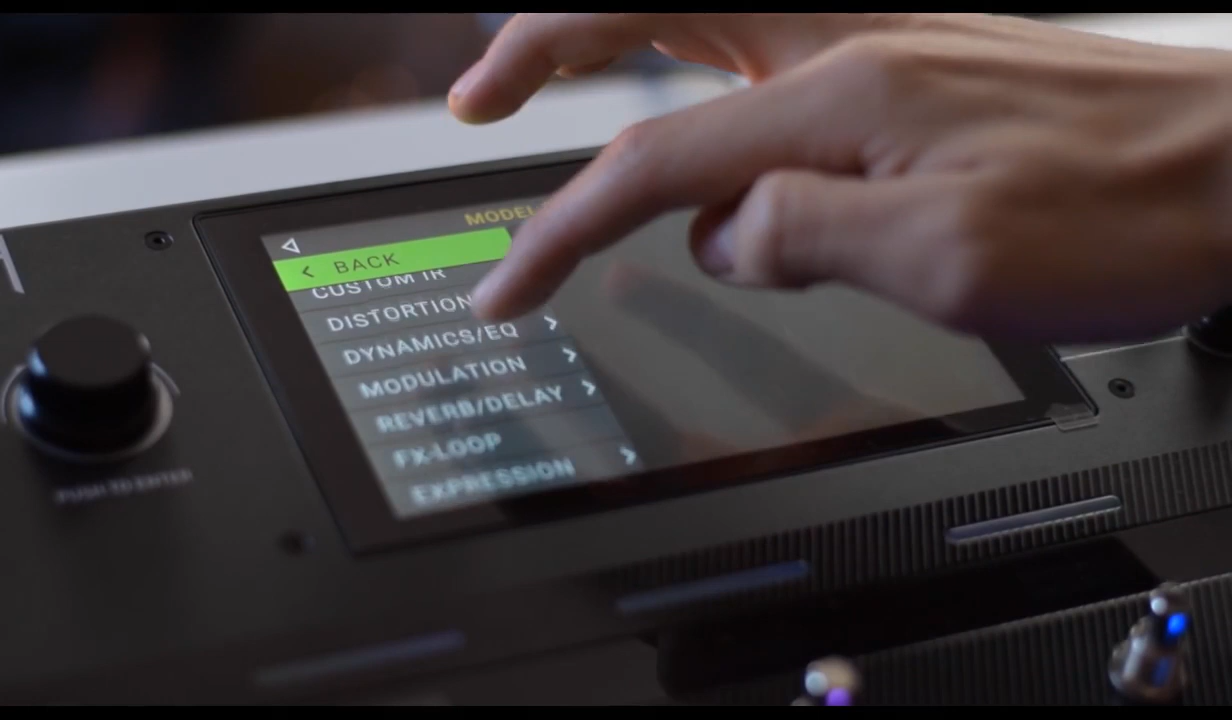 MODEL
< BACK
CUSTOM IR
DISTORTION
DYNAMICS/EQ >
MODULATION >
REVERB/DELAY >
FX-LOOP
EXPRESSION >
PUSH TO ENTER